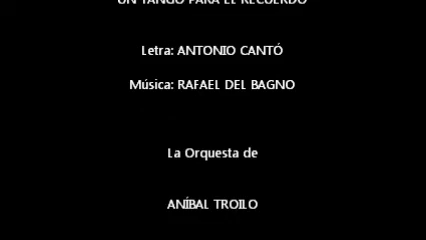 UN TANGO PARA EL RECUERDO
Letra: ANTONIO CANTÓ
Música: RAFAEL DEL BAGNO
La Orquesta de
ANÍBAL TROILO